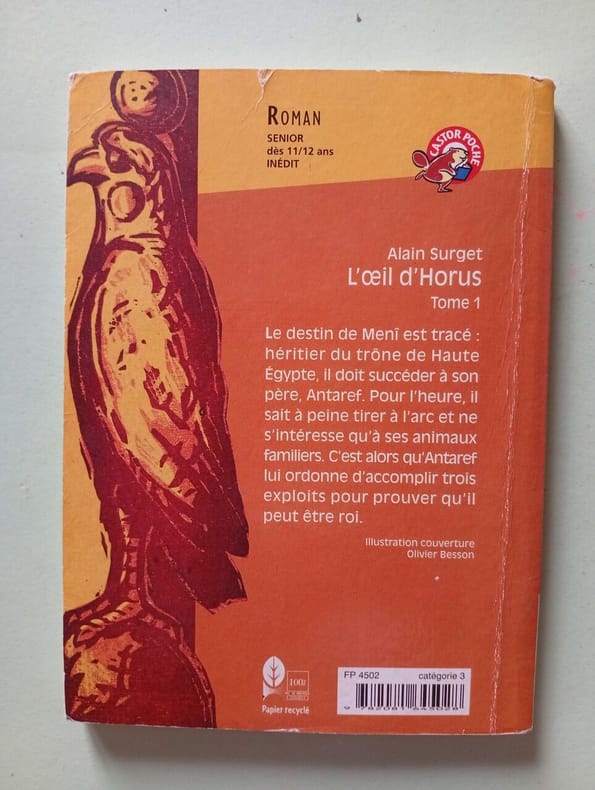 ROMAN
SENIOR
dès 11/12 ans
INÉDIT
CASTOR POCHE
Alain Surget
L'œil d'Horus
Tome 1
Le destin de Menî est tracé :
héritier du trône de Haute
Égypte, il doit succéder à son
père, Antaref. Pour l'heure, il
sait à peine tirer à l'arc et ne
s'intéresse qu'à ses animaux
familiers. C'est alors qu'Antaref
lui ordonne d'accomplir trois
exploits pour prouver qu'il
peut être roi.
Illustration couverture
Olivier Besson
FP 4502
catégorie 3
Papier recyclé
9 782081 645028